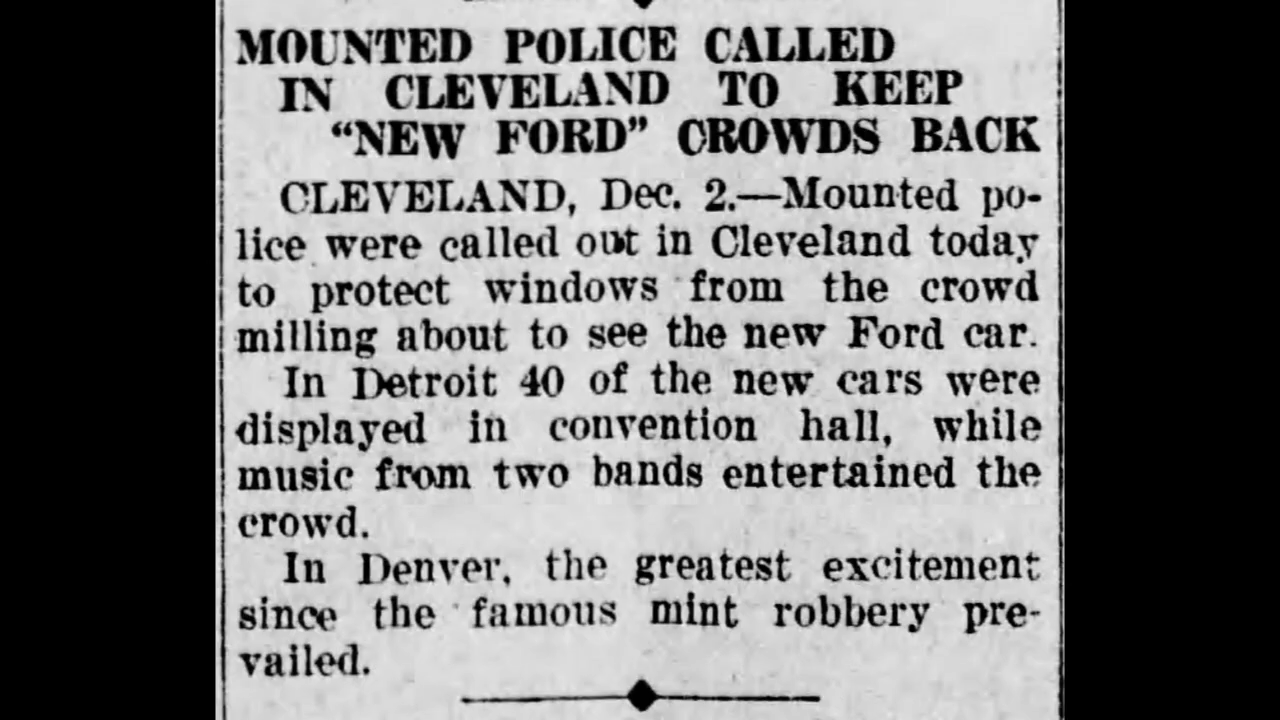 MOUNTED POLICE CALLED
IN CLEVELAND TO KEEP
“NEW FORD” CROWDS BACK
CLEVELAND, Dec. 2.—Mounted po-
lice were called out in Cleveland today
to protect windows from the crowd
milling about to see the new Ford car.
In Detroit 40 of the new cars were
displayed in convention hall, while
music from two bands entertained the
crowd.
In Denver, the greatest excitement
since the famous mint robbery pre-
vailed.